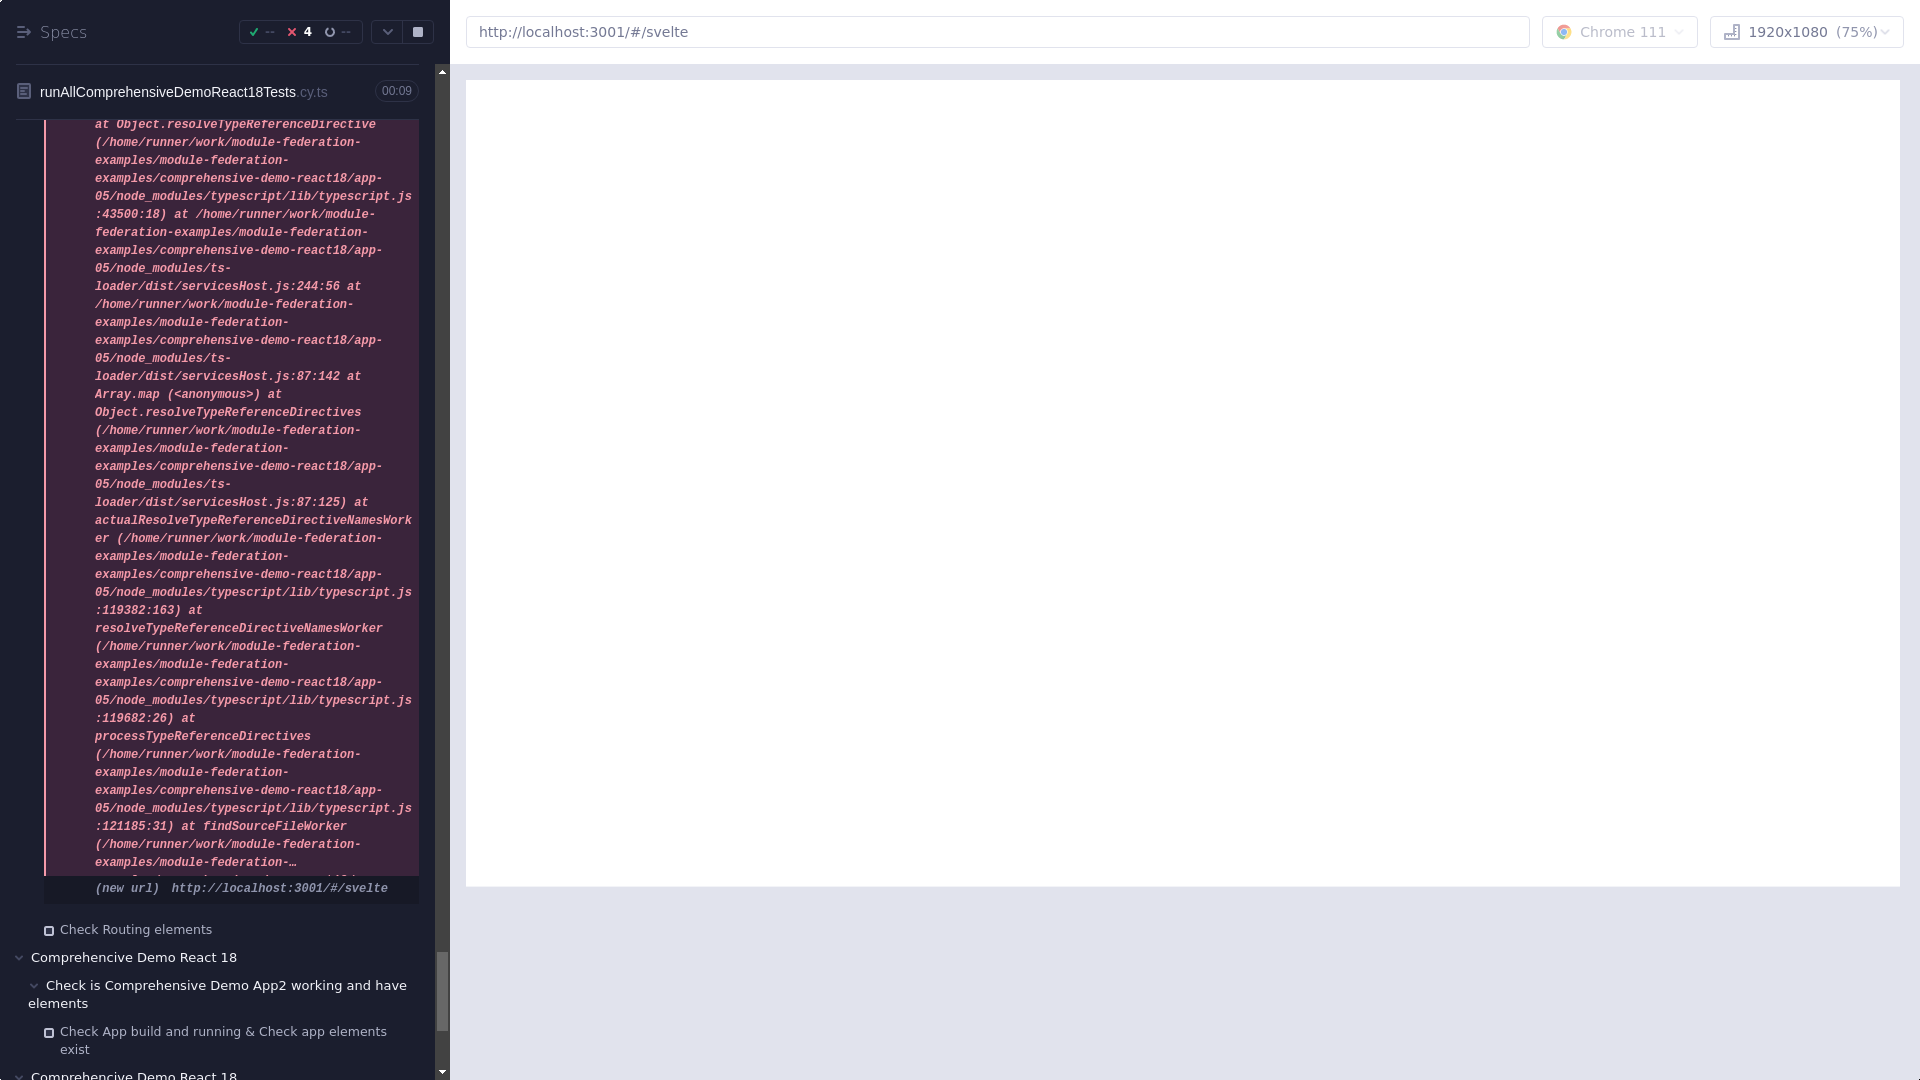 Specs
--
4
--
http://localhost:3001/#/svelte
Chrome 111
1920x1080 (75%)
runAllComprehensiveDemoReact18Tests.cy.ts
00:09
at Object.resolveTypeReferenceDirective
(/home/runner/work/module-federation-
examples/module-federation-
examples/comprehensive-demo-react18/app-
05/node_modules/typescript/lib/typescript.js
:43500:18) at /home/runner/work/module-
federation-examples/module-federation-
examples/comprehensive-demo-react18/app-
05/node_modules/ts-
loader/dist/servicesHost.js:244:56 at
/home/runner/work/module-federation-
examples/module-federation-
examples/comprehensive-demo-react18/app-
05/node_modules/ts-
loader/dist/servicesHost.js:87:142 at
Array.map (<anonymous>) at
Object.resolveTypeReferenceDirectives
(/home/runner/work/module-federation-
examples/module-federation-
examples/comprehensive-demo-react18/app-
05/node_modules/ts-
loader/dist/servicesHost.js:87:125) at
actualResolveTypeReferenceDirectiveNamesWork
er (/home/runner/work/module-federation-
examples/module-federation-
examples/comprehensive-demo-react18/app-
05/node_modules/typescript/lib/typescript.js
:119382:163) at
resolveTypeReferenceDirectiveNamesWorker
(/home/runner/work/module-federation-
examples/module-federation-
examples/comprehensive-demo-react18/app-
05/node_modules/typescript/lib/typescript.js
:119682:26) at
processTypeReferenceDirectives
(/home/runner/work/module-federation-
examples/module-federation-
examples/comprehensive-demo-react18/app-
05/node_modules/typescript/lib/typescript.js
:121185:31) at findSourceFileWorker
(/home/runner/work/module-federation-
examples/module-federation-…
(new url) http://localhost:3001/#/svelte
Check Routing elements
Comprehencive Demo React 18
Check is Comprehensive Demo App2 working and have
elements
Check App build and running & Check app elements
exist
Comprehencive Demo React 18